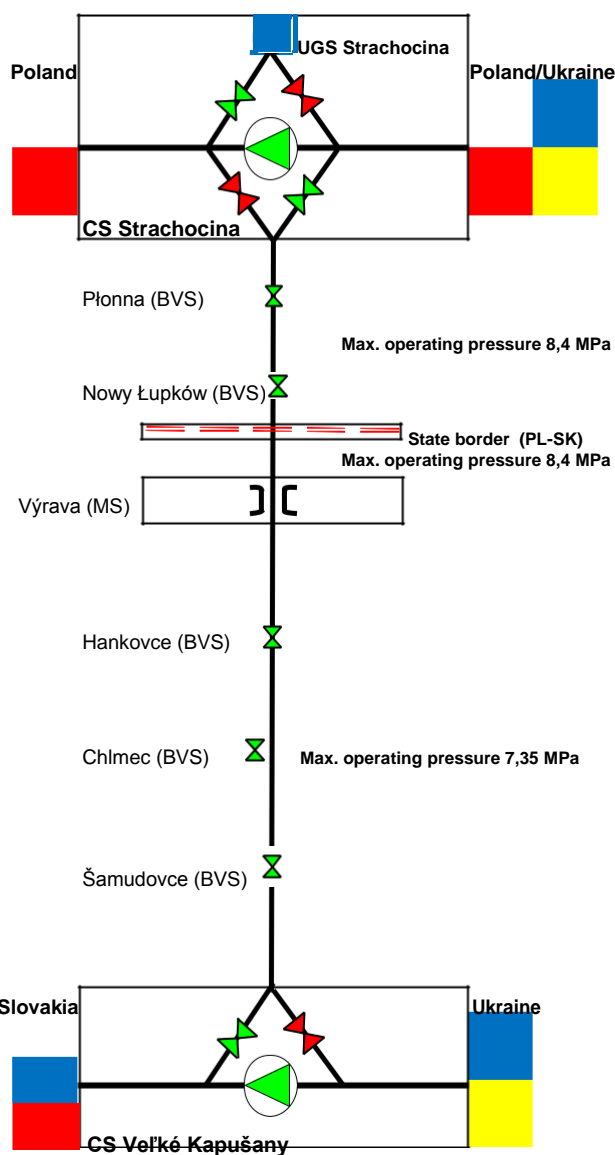 UGS Strachocina
Poland
Poland/Ukraine
CS Strachocina
Płonna (BVS)
Max. operating pressure 8,4 MPa
Nowy Łupków (BVS)
State border (PL-SK)
Max. operating pressure 8,4 MPa
Výrava (MS)
Hankovce (BVS)
Chlmec (BVS)
Max. operating pressure 7,35 MPa
Šamudovce (BVS)
Slovakia
Ukraine
CS Veľké Kapušany